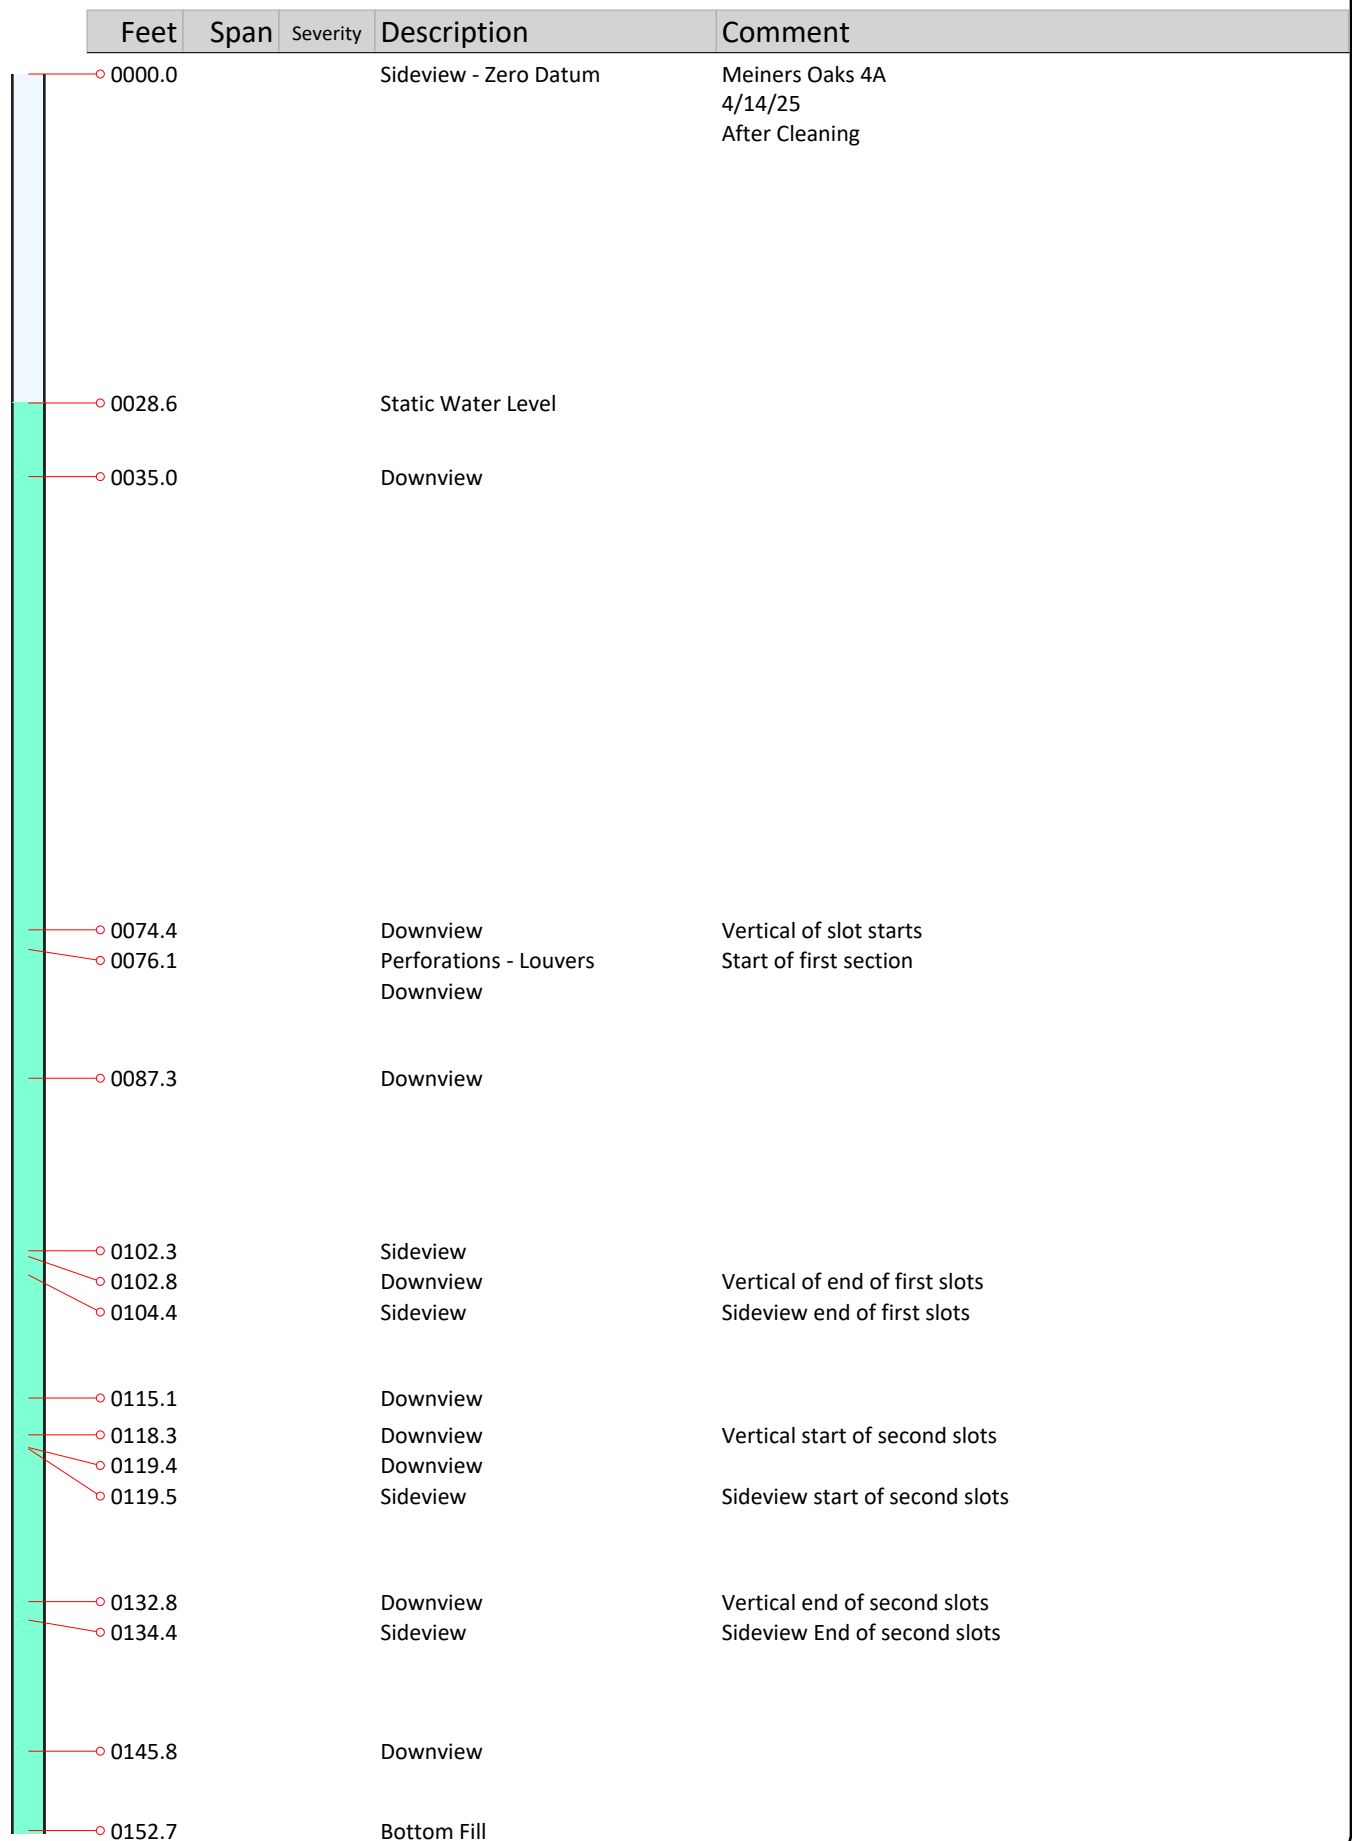 Feet Span Severity Description Comment
0000.0 Sideview - Zero Datum Meiners Oaks 4A
4/14/25
After Cleaning
0028.6 Static Water Level
0035.0 Downview
0074.4 Downview Vertical of slot starts
0076.1 Perforations - Louvers Start of first section
Downview
0087.3 Downview
0102.3 Sideview
0102.8 Downview Vertical of end of first slots
0104.4 Sideview Sideview end of first slots
0115.1 Downview
0118.3 Downview Vertical start of second slots
0119.4 Downview
0119.5 Sideview Sideview start of second slots
0132.8 Downview Vertical end of second slots
0134.4 Sideview Sideview End of second slots
0145.8 Downview
0152.7 Bottom Fill